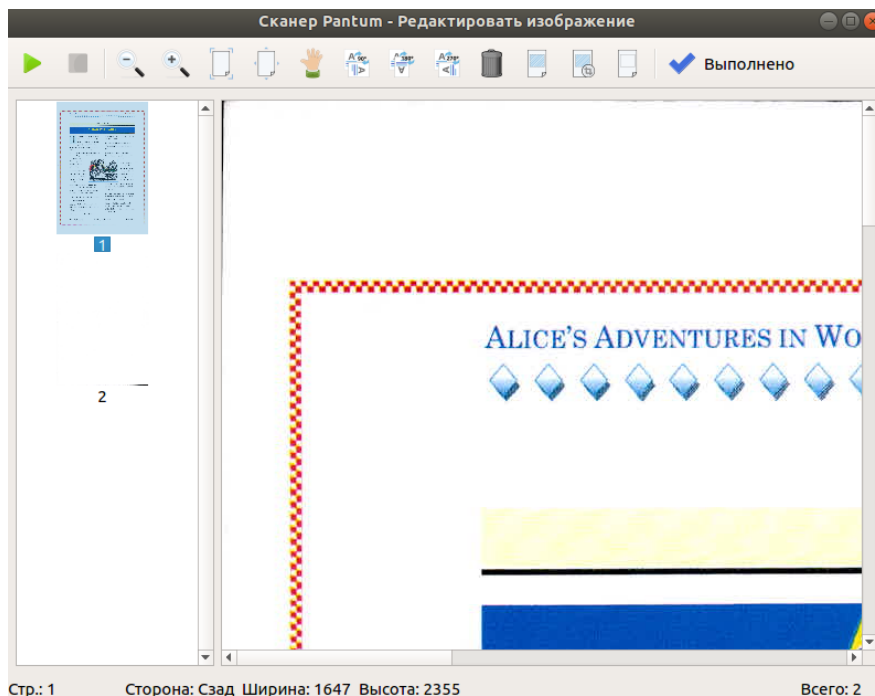 Сканер Pantum - Редактировать изображение
Выполнено
1
2
ALICE'S ADVENTURES IN WO
Стр.: 1 Сторона: Сзад Ширина: 1647 Высота: 2355 Всего: 2